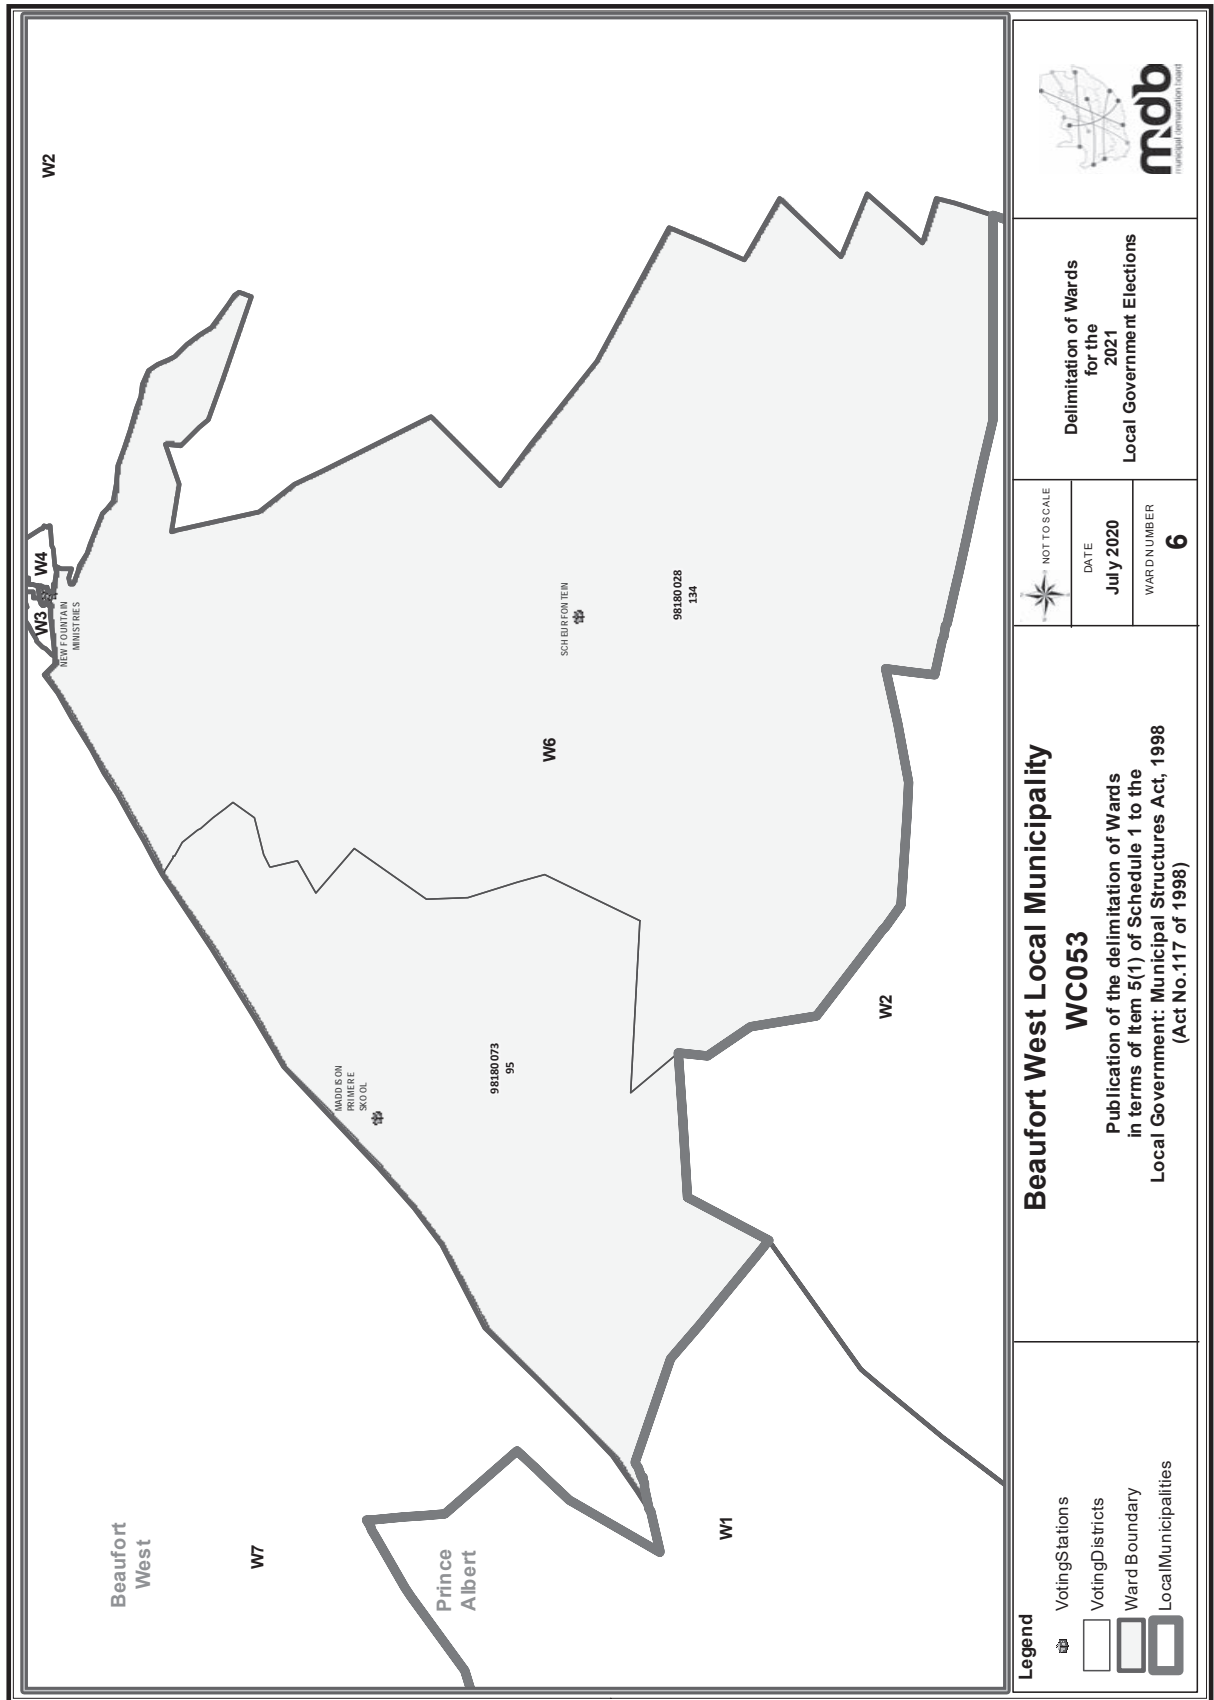 W2
W4
W3
NEW FOUNTAIN
MINISTRIES
SCHEURFONTEIN
98180028
134
W6
MADDISON
PRIMERE
SKOOL
98180073
95
W2
Beaufort
West
W7
Prince
Albert
W1
Legend
VotingStations
VotingDistricts
Ward Boundary
LocalMunicipalities
Beaufort West Local Municipality
WC053
Publication of the delimitation of Wards
in terms of Item 5(1) of Schedule 1 to the
Local Government: Municipal Structures Act, 1998
(Act No.117 of 1998)
NOT TO SCALE
DATE
July 2020
WARD NUMBER
6
Delimitation of Wards
for the
2021
Local Government Elections
mdb
municipal demarcation board